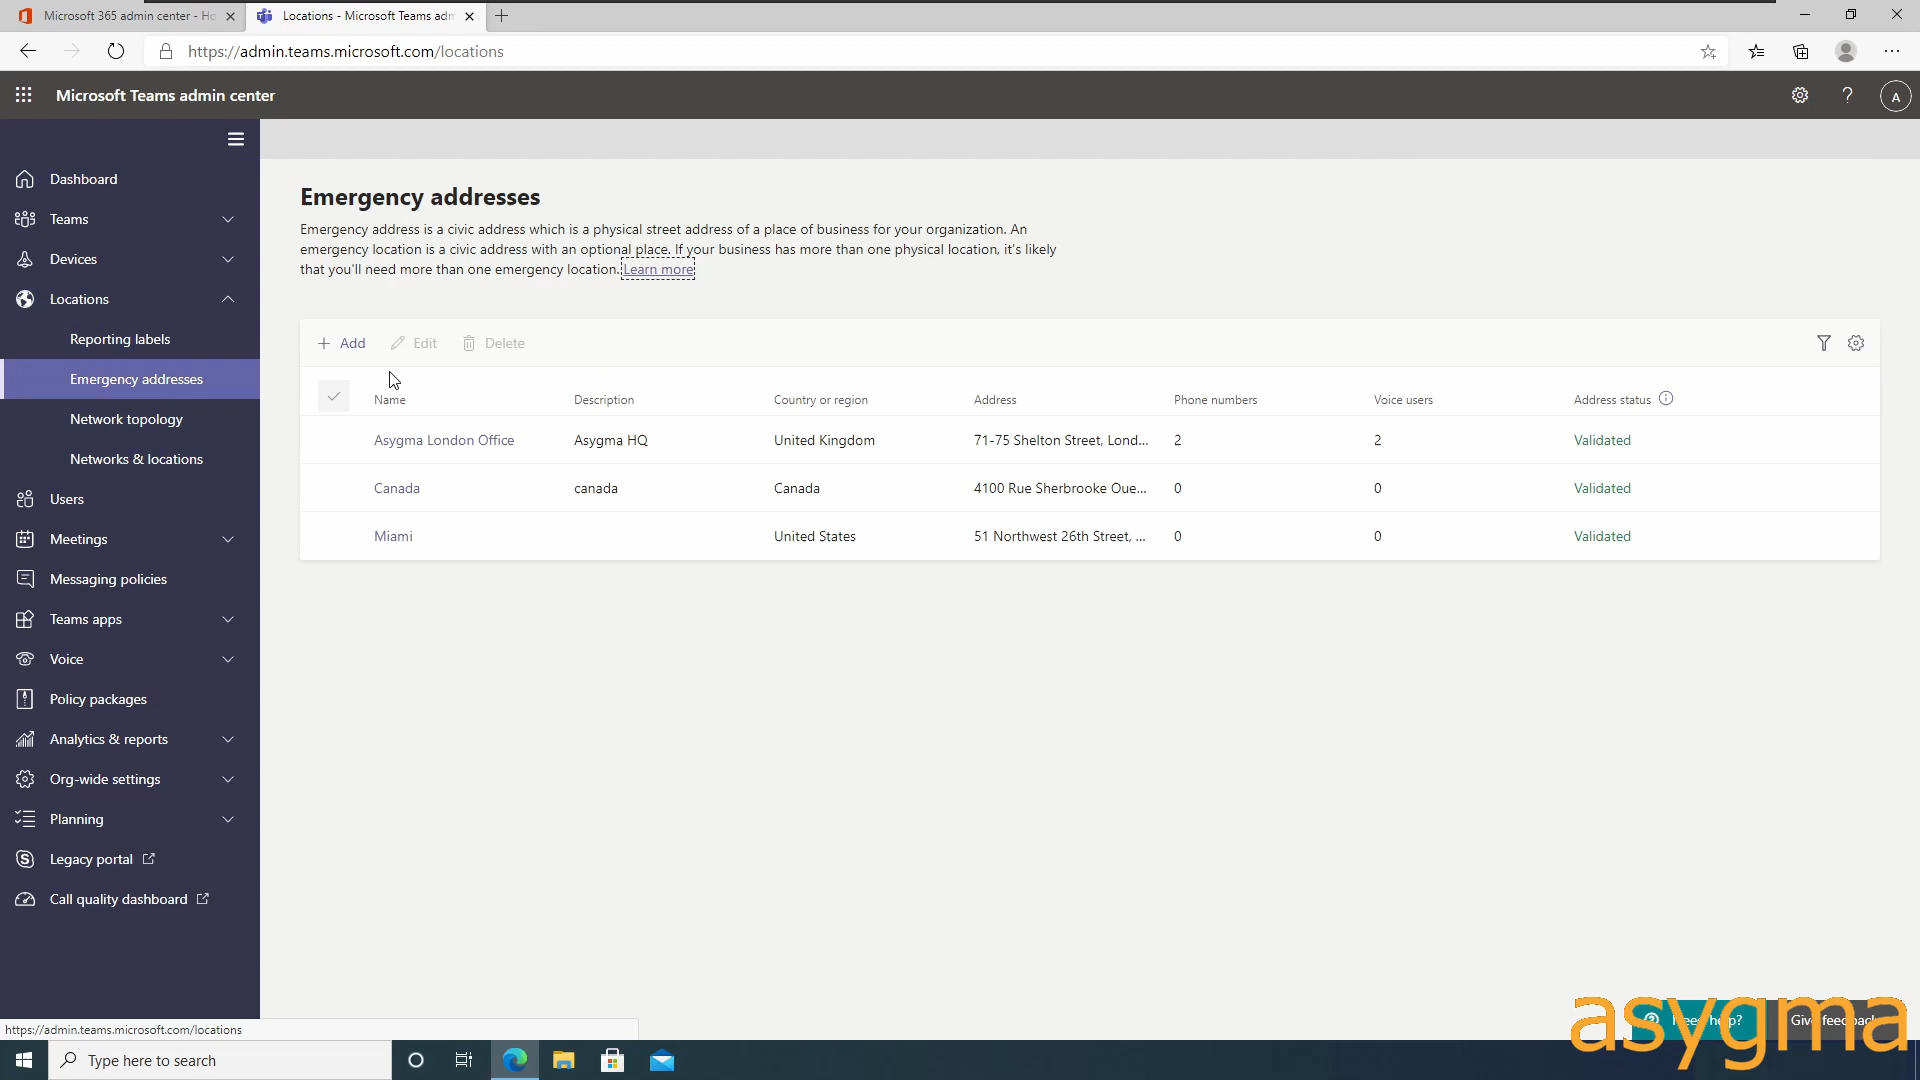 Microsoft 365 admin center - Ho
Locations - Microsoft Teams adm
https://admin.teams.microsoft.com/locations
Microsoft Teams admin center
A
Dashboard
Teams
Devices
Locations
Reporting labels
Emergency addresses
Network topology
Networks & locations
Users
Meetings
Messaging policies
Teams apps
Voice
Policy packages
Analytics & reports
Org-wide settings
Planning
Legacy portal
Call quality dashboard
Emergency addresses
Emergency address is a civic address which is a physical street address of a place of business for your organization. An
emergency location is a civic address with an optional place. If your business has more than one physical location, it's likely
that you'll need more than one emergency location. Learn more
Add Edit Delete
Name Description Country or region Address Phone numbers Voice users Address status
Asygma London Office Asygma HQ United Kingdom 71-75 Shelton Street, Lond... 2 2 Validated
Canada canada Canada 4100 Rue Sherbrooke Oue... 0 0 Validated
Miami United States 51 Northwest 26th Street, ... 0 0 Validated
Need help? Give feedback
asygma
https://admin.teams.microsoft.com/locations
Type here to search